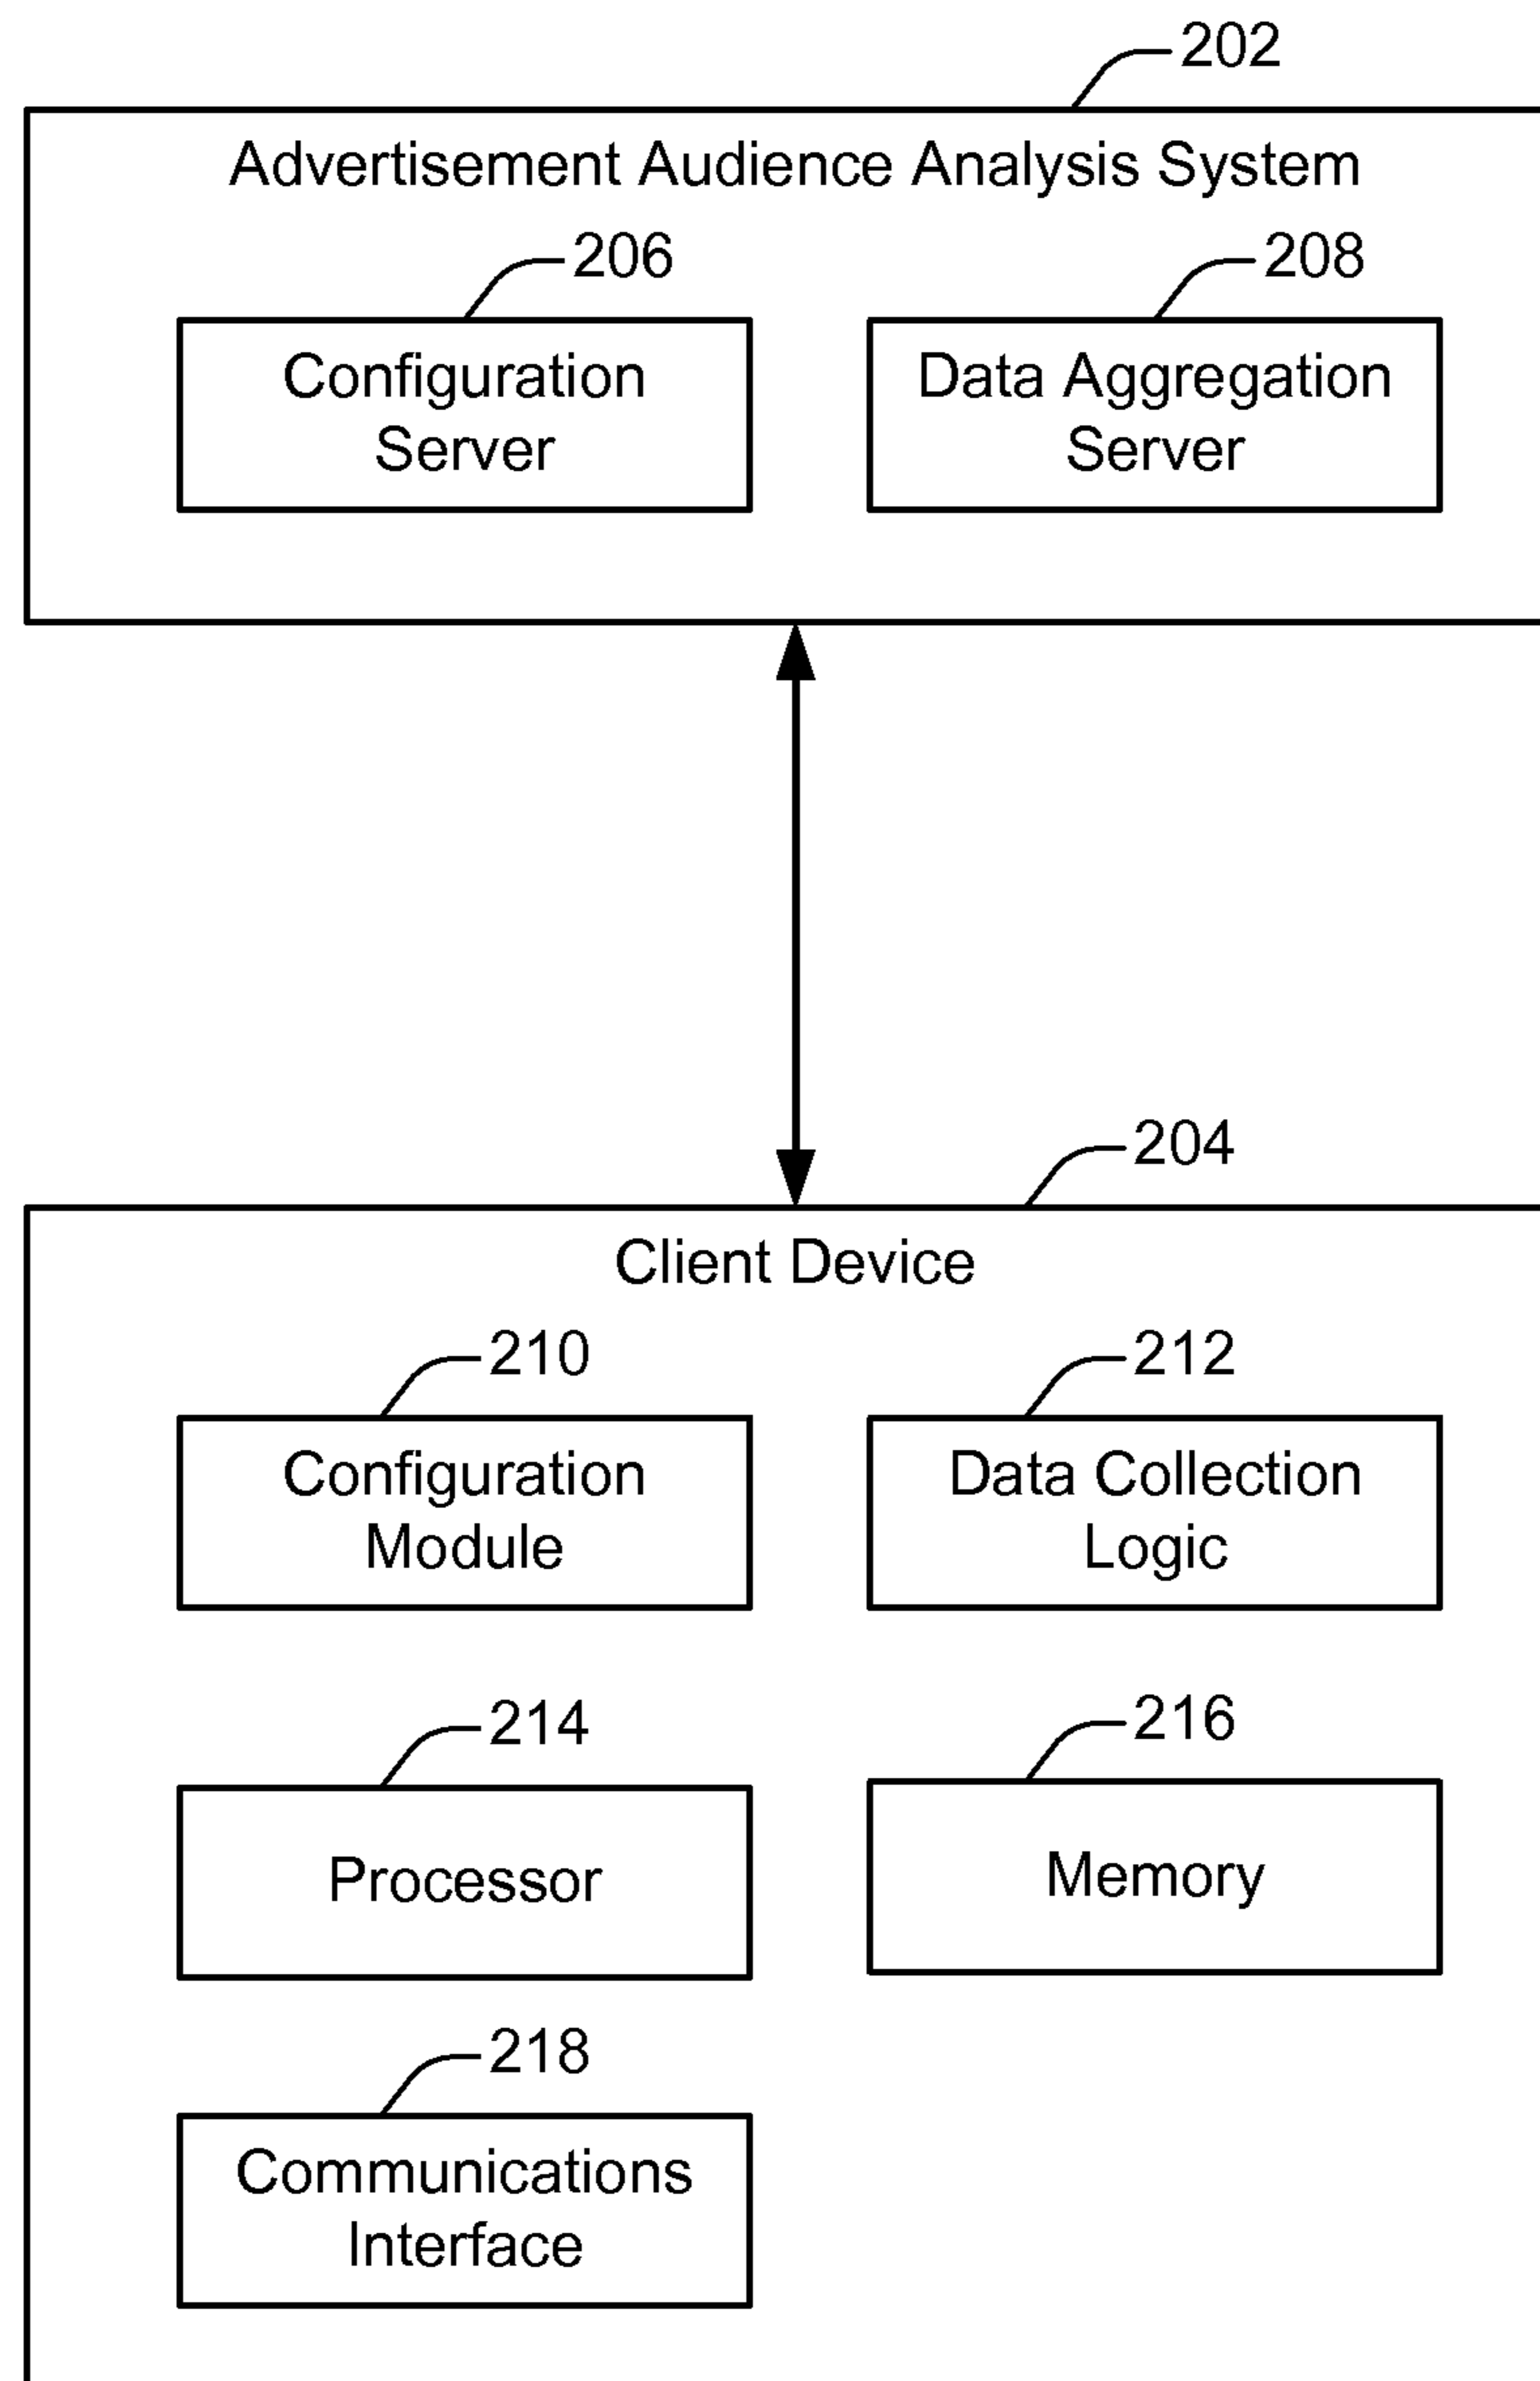 202
Advertisement Audience Analysis System
206
208
Configuration
Server
Data Aggregation
Server
204
Client Device
210
212
Configuration
Module
Data Collection
Logic
214
216
Processor
Memory
218
Communications
Interface